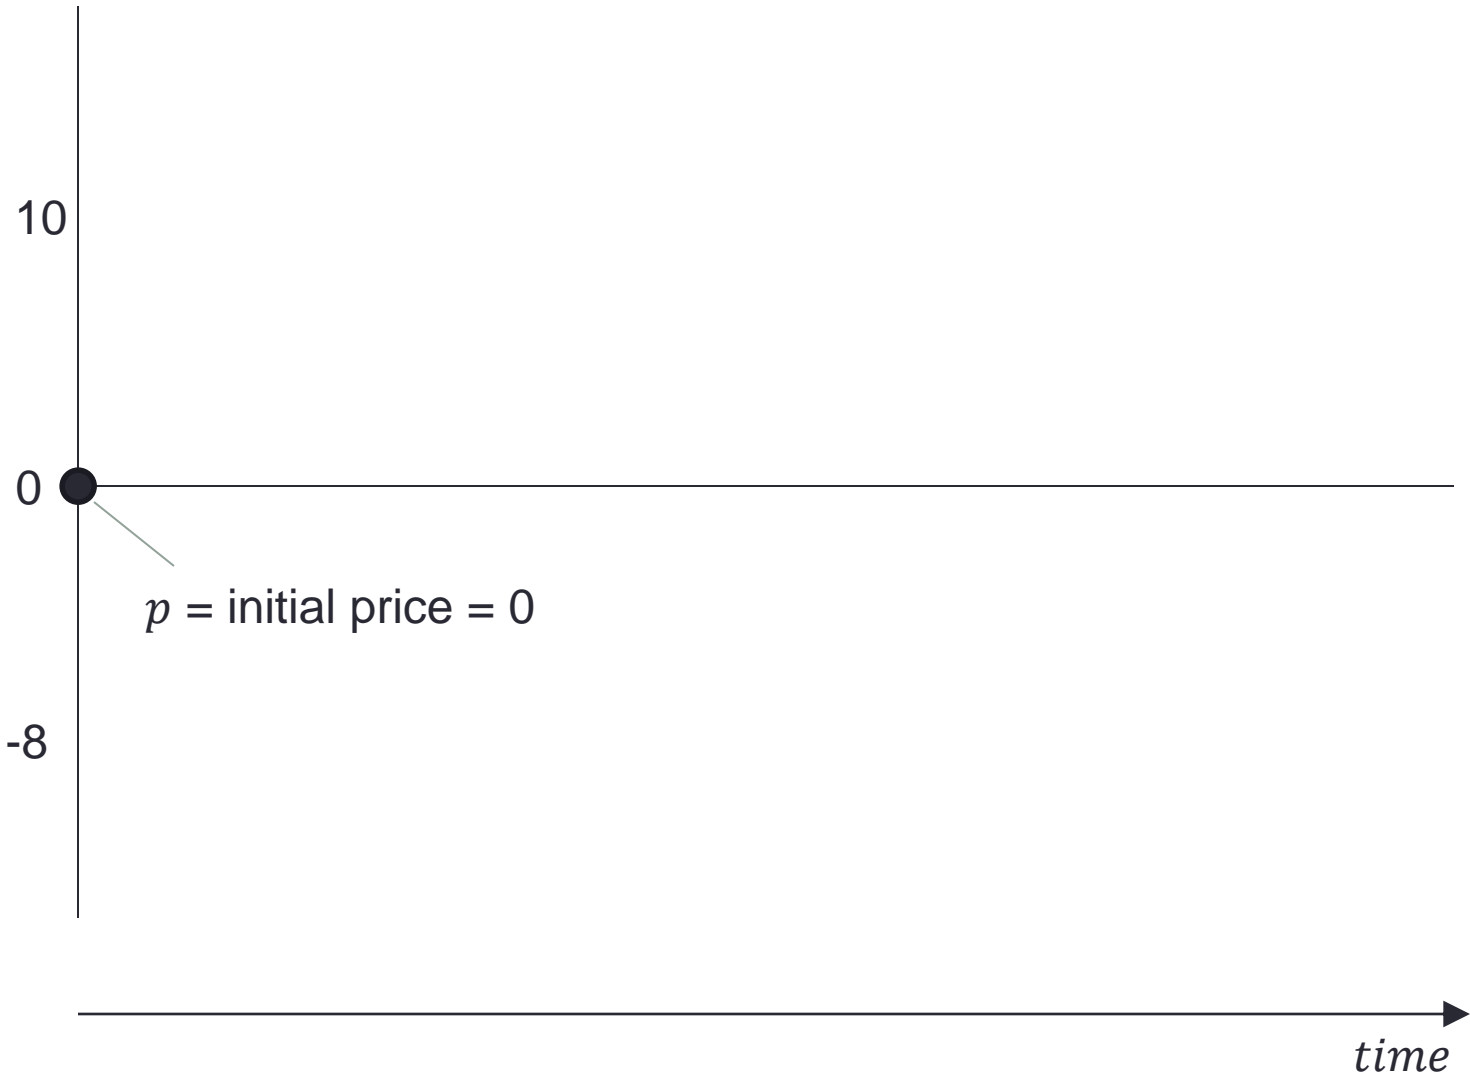 10
0
𝑝 = initial price = 0
-8
𝑡𝑖𝑚𝑒